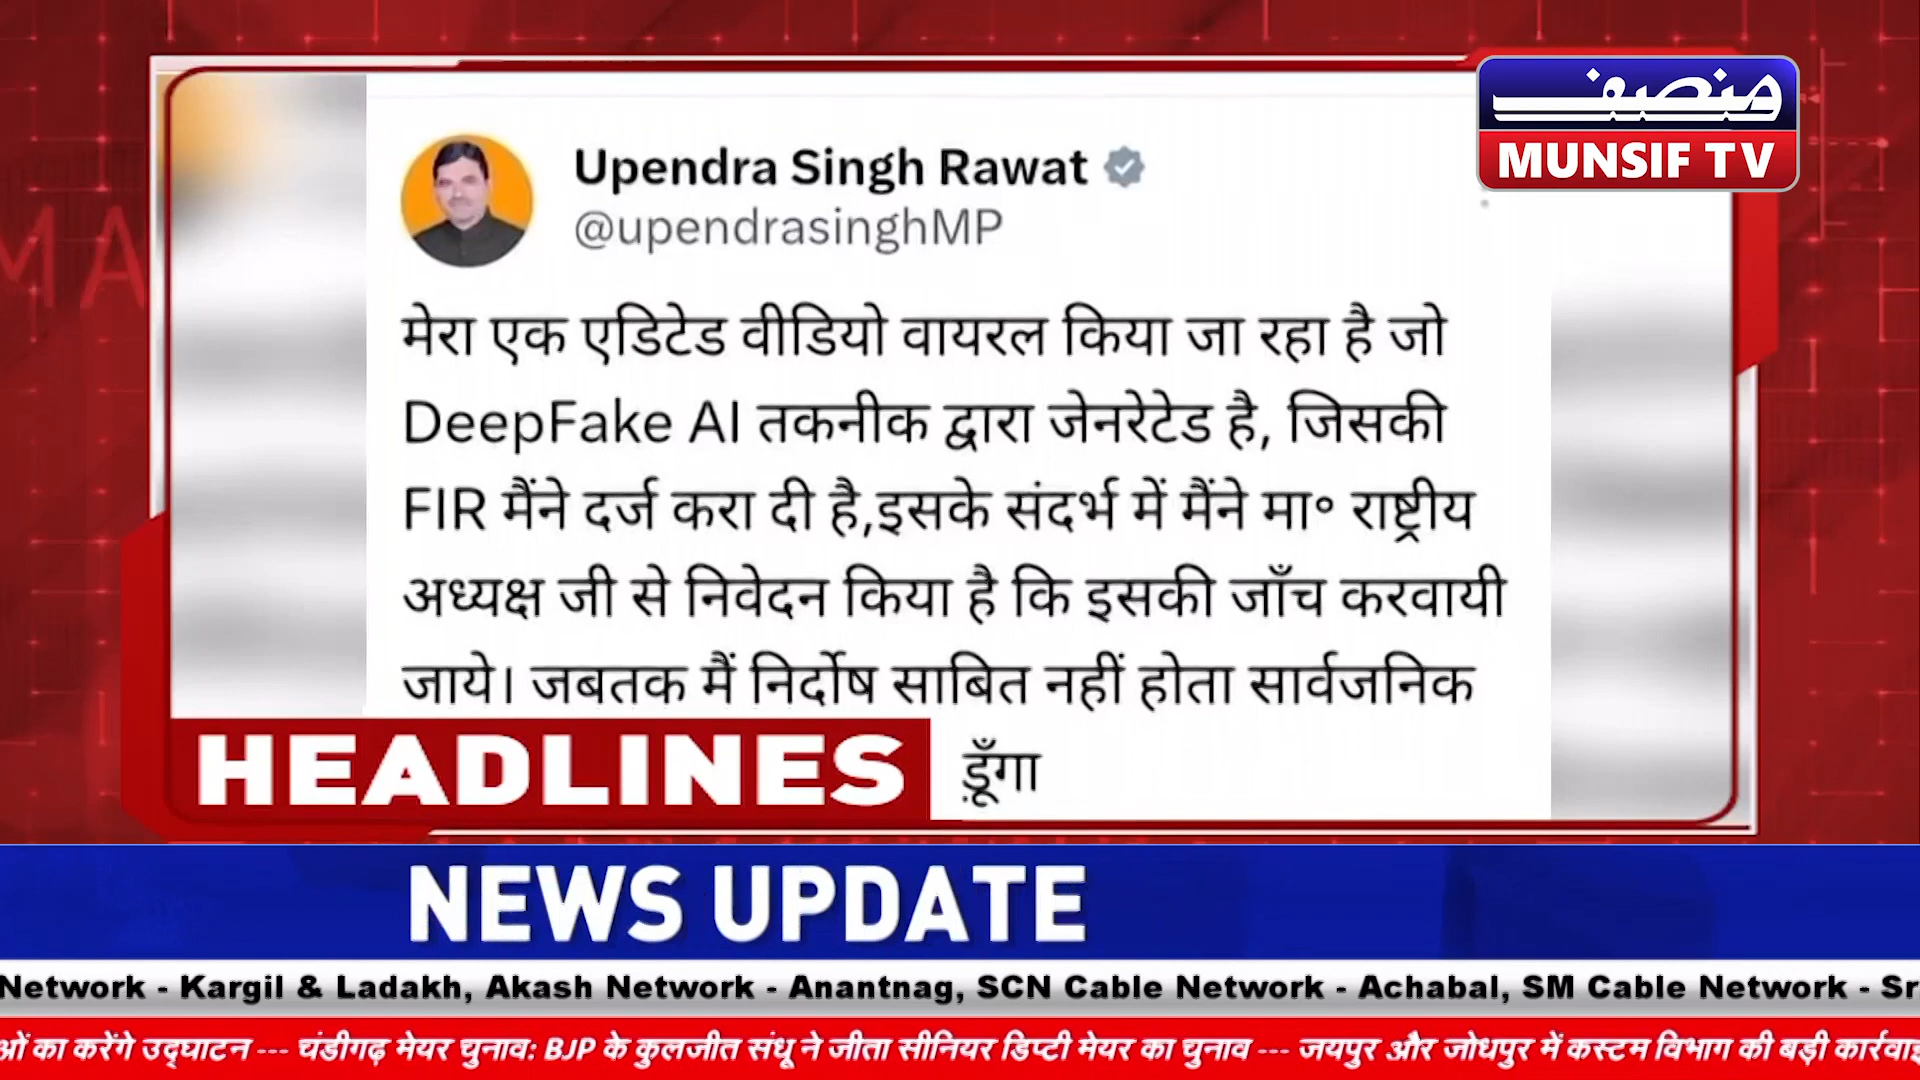 منصف
MUNSIF TV
Upendra Singh Rawat
@upendrasinghMP
मेरा एक एडिटेड वीडियो वायरल किया जा रहा है जो
DeepFake AI तकनीक द्वारा जेनरेटेड है, जिसकी
FIR मैंने दर्ज करा दी है,इसके संदर्भ में मैंने मा॰ राष्ट्रीय
अध्यक्ष जी से निवेदन किया है कि इसकी जाँच करवायी
जाये। जबतक मैं निर्दोष साबित नहीं होता सार्वजनिक
HEADLINES
NEWS UPDATE
Network - Kargil & Ladakh, Akash Network - Anantnag, SCN Cable Network - Achabal, SM Cable Network -
का करेंगे उद्घाटन --- चंडीगढ़ मेयर चुनाव: BJP के कुलजीत संधू ने जीता सीनियर डिप्टी मेयर का चुनाव --- जयपुर और जोधपुर में कस्टम विभाग की बड़ी